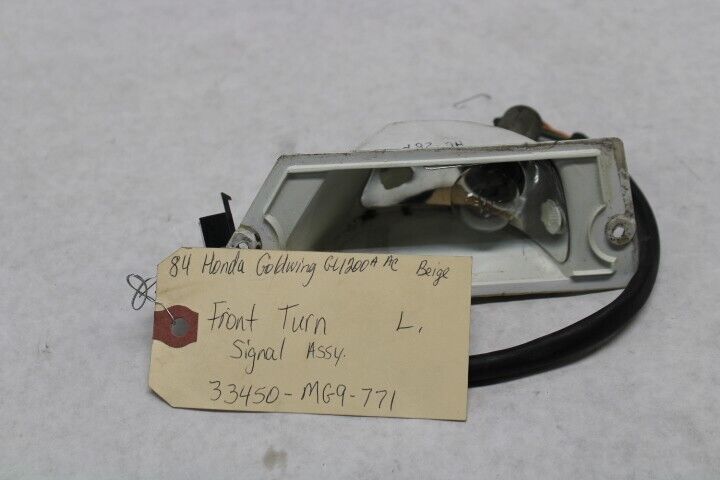 84 Honda Goldwing GL1200A AC Beige
Front Turn L.
Signal Assy.
33450-MG9-771